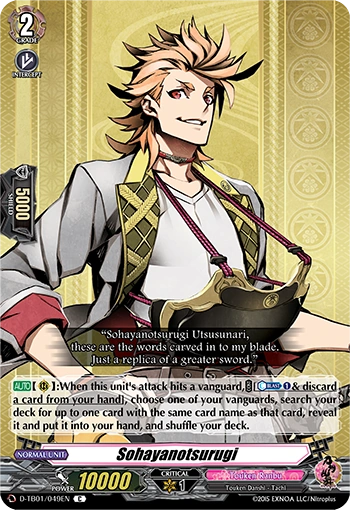 2
GRADE
INTERCEPT
5000
SHIELD
"Sohayanotsurugi Utsusunari,
these are the words carved in to my blade.
Just a replica of a greater sword."
AUTO【 】:When this unit's attack hits a vanguard, [BLAST 1 & discard
a card from your hand], choose one of your vanguards, search your
deck for up to one card with the same card name as that card, reveal
it and put it into your hand, and shuffle your deck.
NORMAL UNIT
Sohayanotsurugi
Touken Ranbu
POWER 10000
CRITICAL
1
Touken Danshi - Tachi
D-TB01/049EN C
©2015 EXNOA LLC/Nitroplus